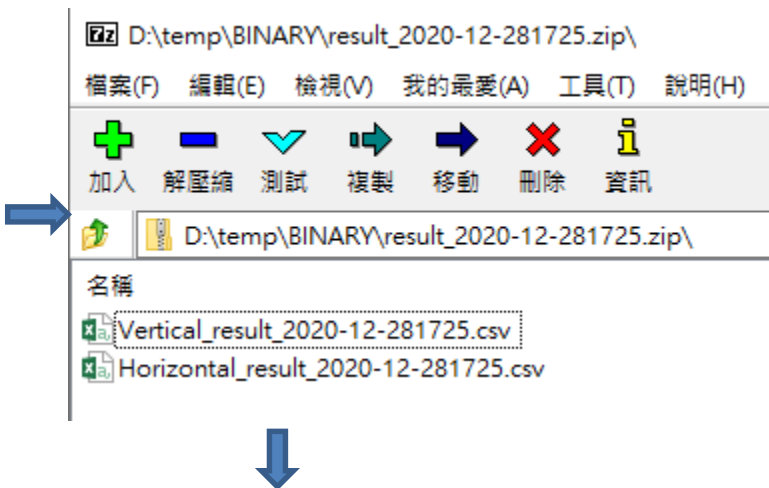 7z D:\temp\BINARY\result_2020-12-281725.zip\
檔案(F) 編輯(E) 檢視(V) 我的最愛(A) 工具(T) 說明(H)
加入 解壓縮 測試 複製 移動 刪除 資訊
D:\temp\BINARY\result_2020-12-281725.zip\
名稱
Vertical_result_2020-12-281725.csv
Horizontal_result_2020-12-281725.csv